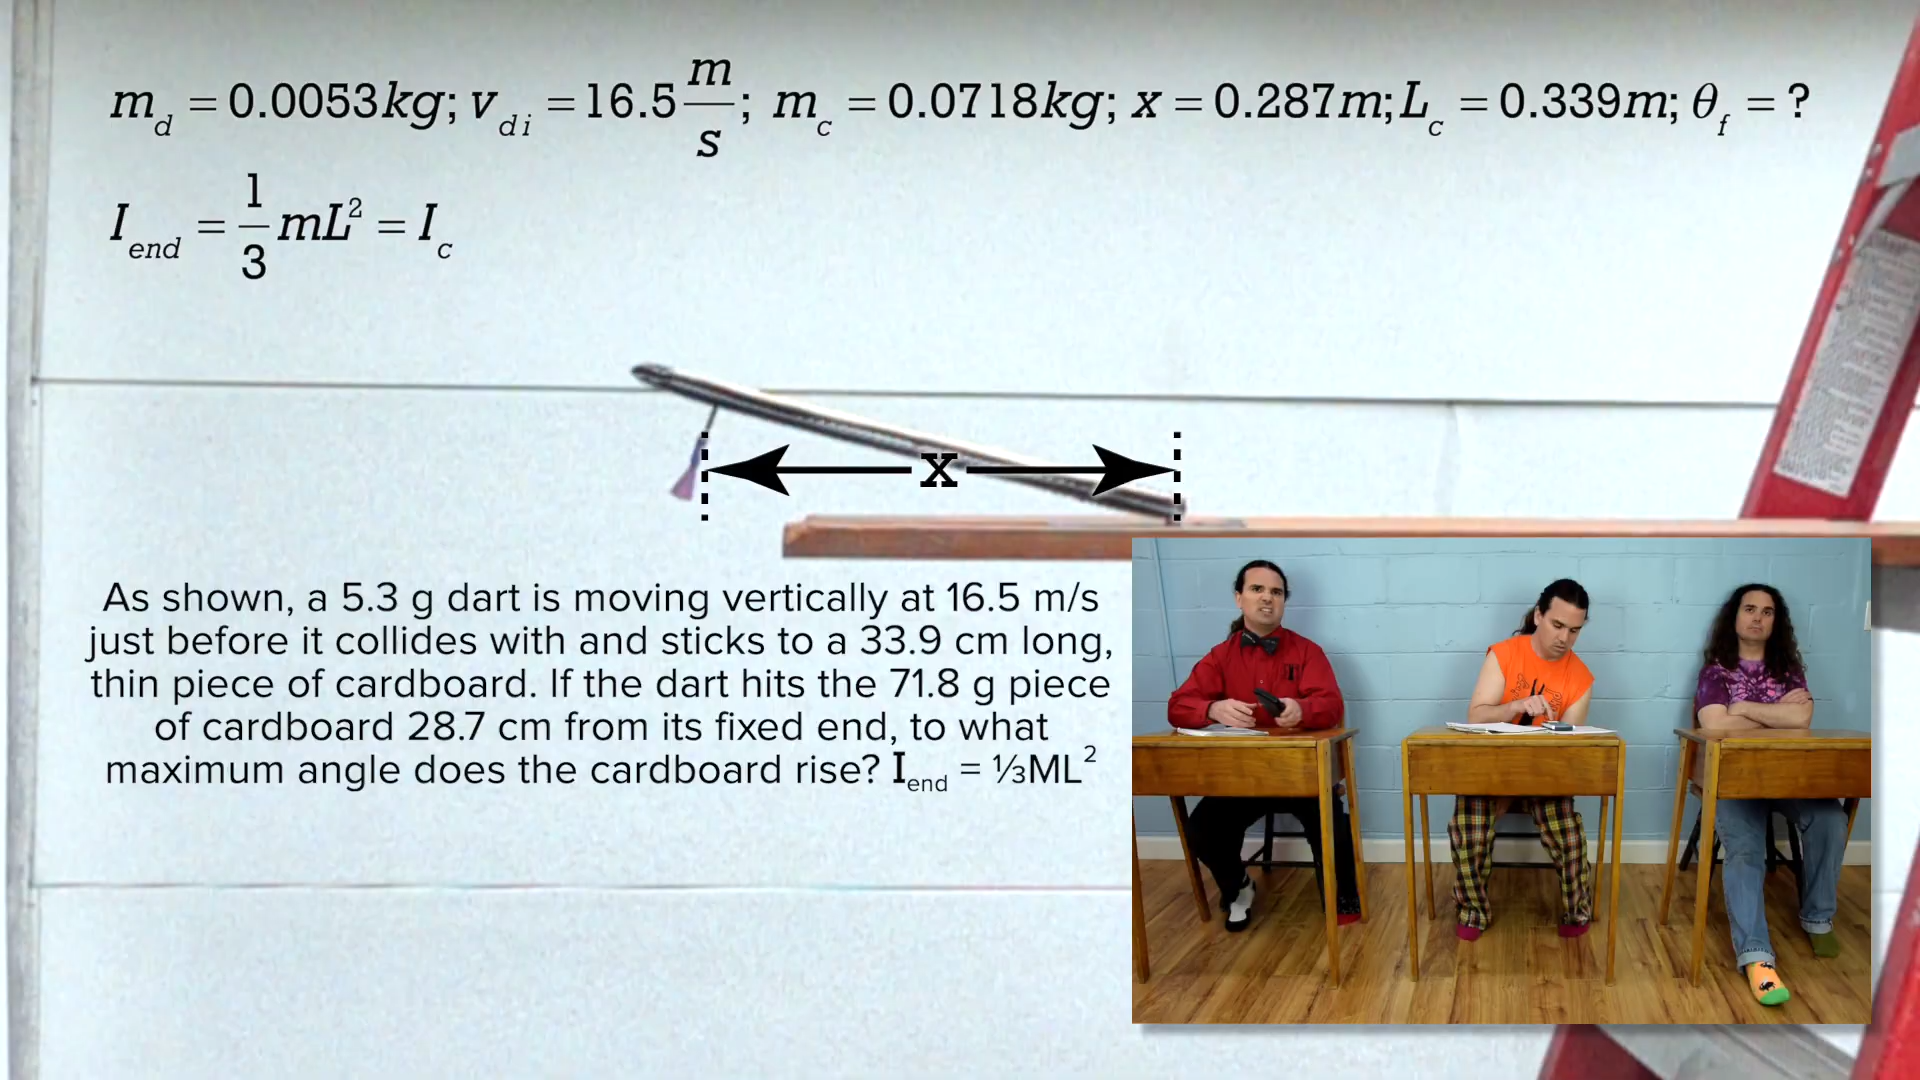 m_d = 0.0053kg; v_di = 16.5 m/s; m_c = 0.0718kg; x = 0.287m; L_c = 0.339m; θ_f = ?
I_end = 1/3 mL² = I_c
x
As shown, a 5.3 g dart is moving vertically at 16.5 m/s
just before it collides with and sticks to a 33.9 cm long,
thin piece of cardboard. If the dart hits the 71.8 g piece
of cardboard 28.7 cm from its fixed end, to what
maximum angle does the cardboard rise? I_end = ⅓ML²